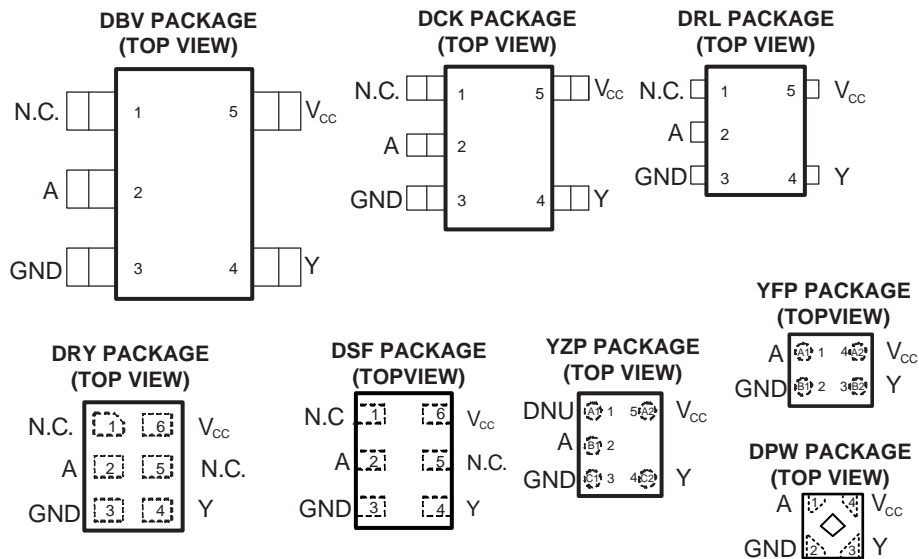 DBV PACKAGE
(TOP VIEW)
N.C. 1 5 VCC
A 2
GND 3 4 Y
DCK PACKAGE
(TOP VIEW)
N.C. 1 5 VCC
A 2
GND 3 4 Y
DRL PACKAGE
(TOP VIEW)
N.C. 1 5 VCC
A 2
GND 3 4 Y
DRY PACKAGE
(TOP VIEW)
N.C. 1 6 VCC
A 2 5 N.C.
GND 3 4 Y
DSF PACKAGE
(TOPVIEW)
N.C 1 6 VCC
A 2 5 N.C.
GND 3 4 Y
YZP PACKAGE
(TOP VIEW)
DNU A1 1 5 A2 VCC
A B1 2
GND C1 3 4 C2 Y
YFP PACKAGE
(TOPVIEW)
A A1 1 4 A2 VCC
GND B1 2 3 B2 Y
DPW PACKAGE
(TOP VIEW)
A 1 4 VCC
GND 2 3 Y